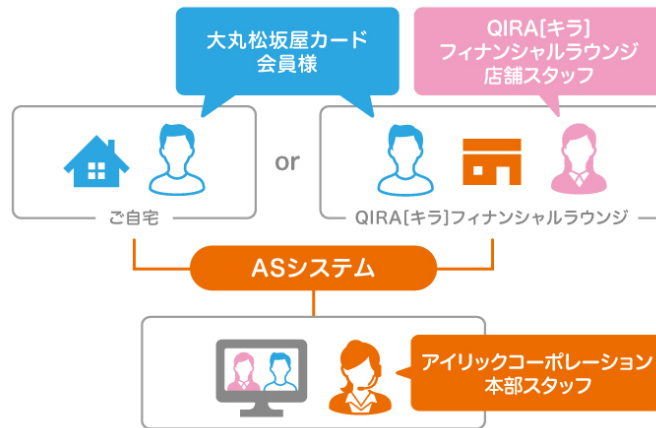 大丸松坂屋カード
会員様
QIRA[キラ]
フィナンシャルラウンジ
店舗スタッフ
or
ご自宅
QIRA[キラ]フィナンシャルラウンジ
ASシステム
アイリックコーポレーション
本部スタッフ